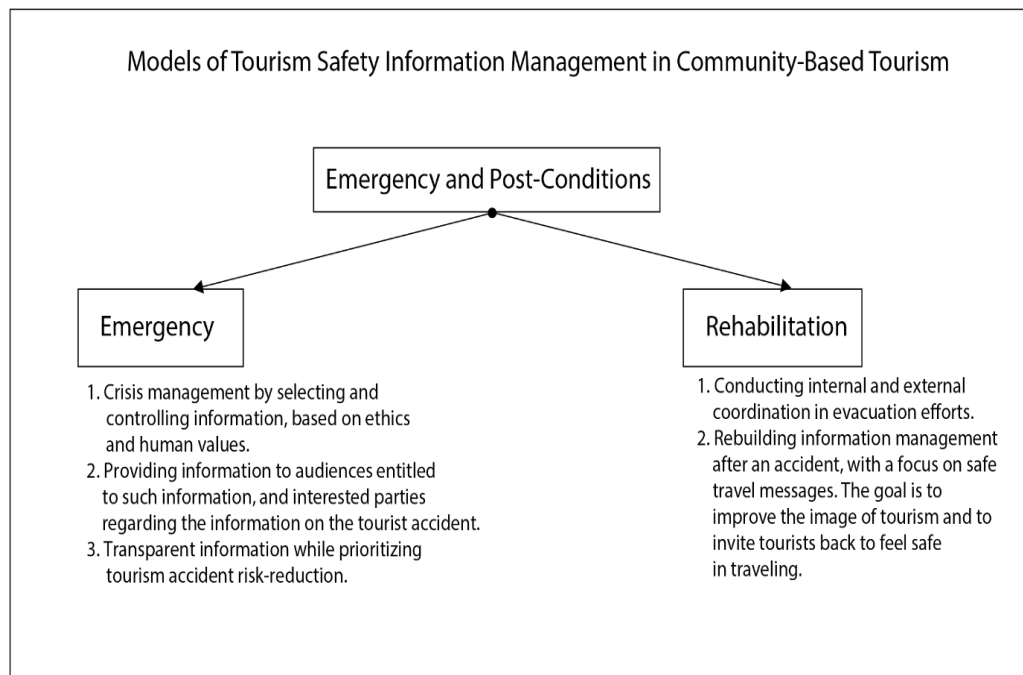 Models of Tourism Safety Information Management in Community-Based Tourism
Emergency and Post-Conditions
Emergency
1. Crisis management by selecting and
controlling information, based on ethics
and human values.
2. Providing information to audiences entitled
to such information, and interested parties
regarding the information on the tourist accident.
3. Transparent information while prioritizing
tourism accident risk-reduction.
Rehabilitation
1. Conducting internal and external
coordination in evacuation efforts.
2. Rebuilding information management
after an accident, with a focus on safe
travel messages. The goal is to
improve the image of tourism and to
invite tourists back to feel safe
in traveling.